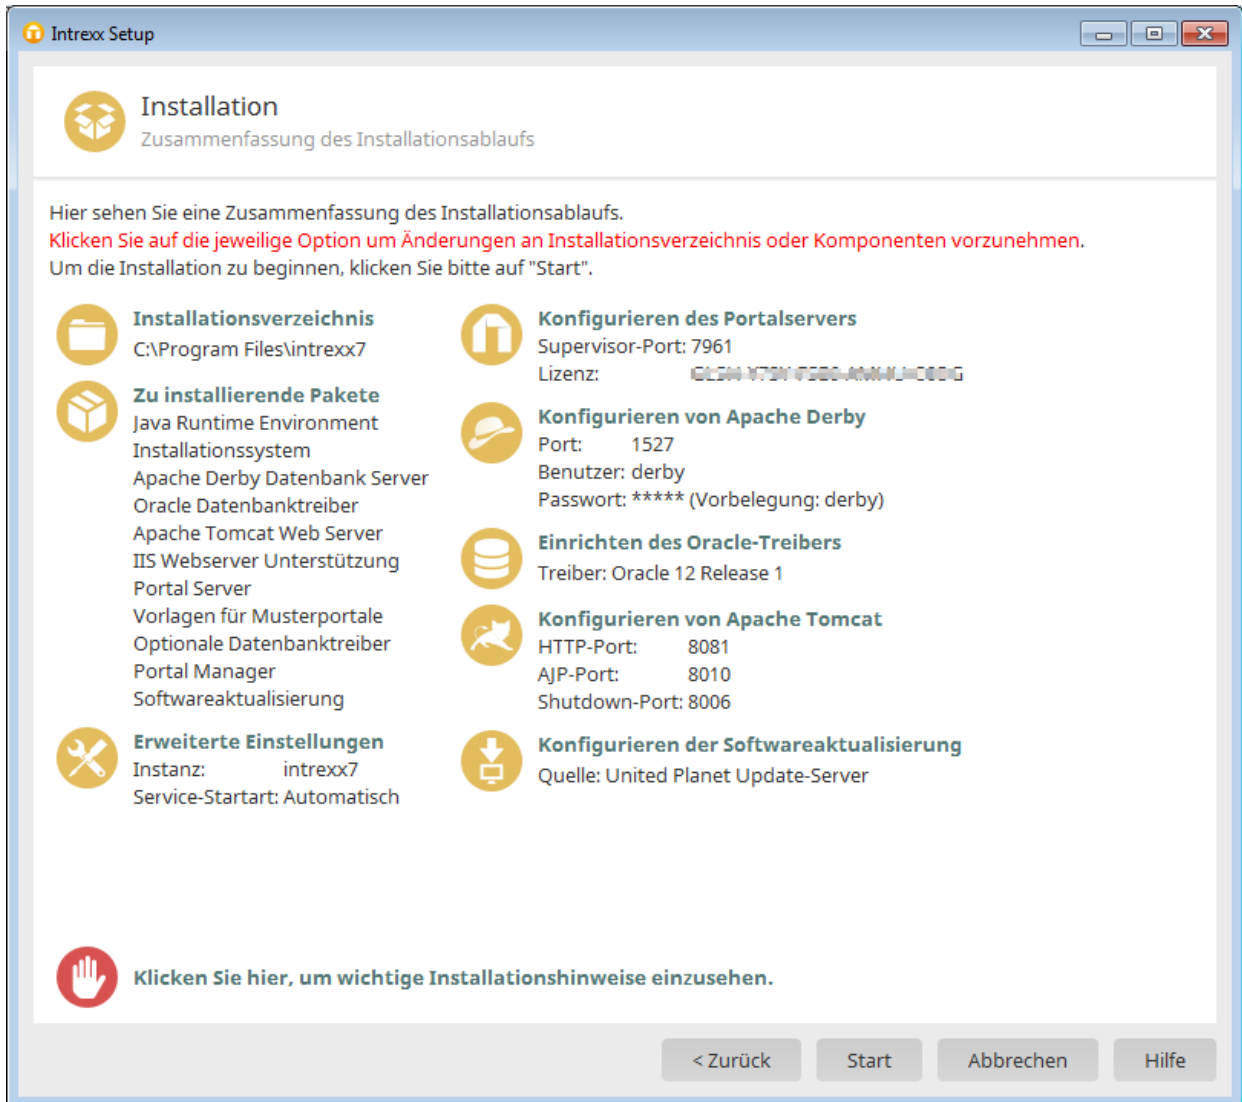 Intrexx Setup
Installation
Zusammenfassung des Installationsablaufs
Hier sehen Sie eine Zusammenfassung des Installationsablaufs.
Klicken Sie auf die jeweilige Option um Änderungen an Installationsverzeichnis oder Komponenten vorzunehmen.
Um die Installation zu beginnen, klicken Sie bitte auf "Start".
Installationsverzeichnis
C:\Program Files\intrexx7
Zu installierende Pakete
Java Runtime Environment
Installationssystem
Apache Derby Datenbank Server
Oracle Datenbanktreiber
Apache Tomcat Web Server
IIS Webserver Unterstützung
Portal Server
Vorlagen für Musterportale
Optionale Datenbanktreiber
Portal Manager
Softwareaktualisierung
Erweiterte Einstellungen
Instanz: intrexx7
Service-Startart: Automatisch
Konfigurieren des Portalservers
Supervisor-Port: 7961
Lizenz:
Konfigurieren von Apache Derby
Port: 1527
Benutzer: derby
Passwort: ***** (Vorbelegung: derby)
Einrichten des Oracle-Treibers
Treiber: Oracle 12 Release 1
Konfigurieren von Apache Tomcat
HTTP-Port: 8081
AJP-Port: 8010
Shutdown-Port: 8006
Konfigurieren der Softwareaktualisierung
Quelle: United Planet Update-Server
Klicken Sie hier, um wichtige Installationshinweise einzusehen.
< Zurück
Start
Abbrechen
Hilfe